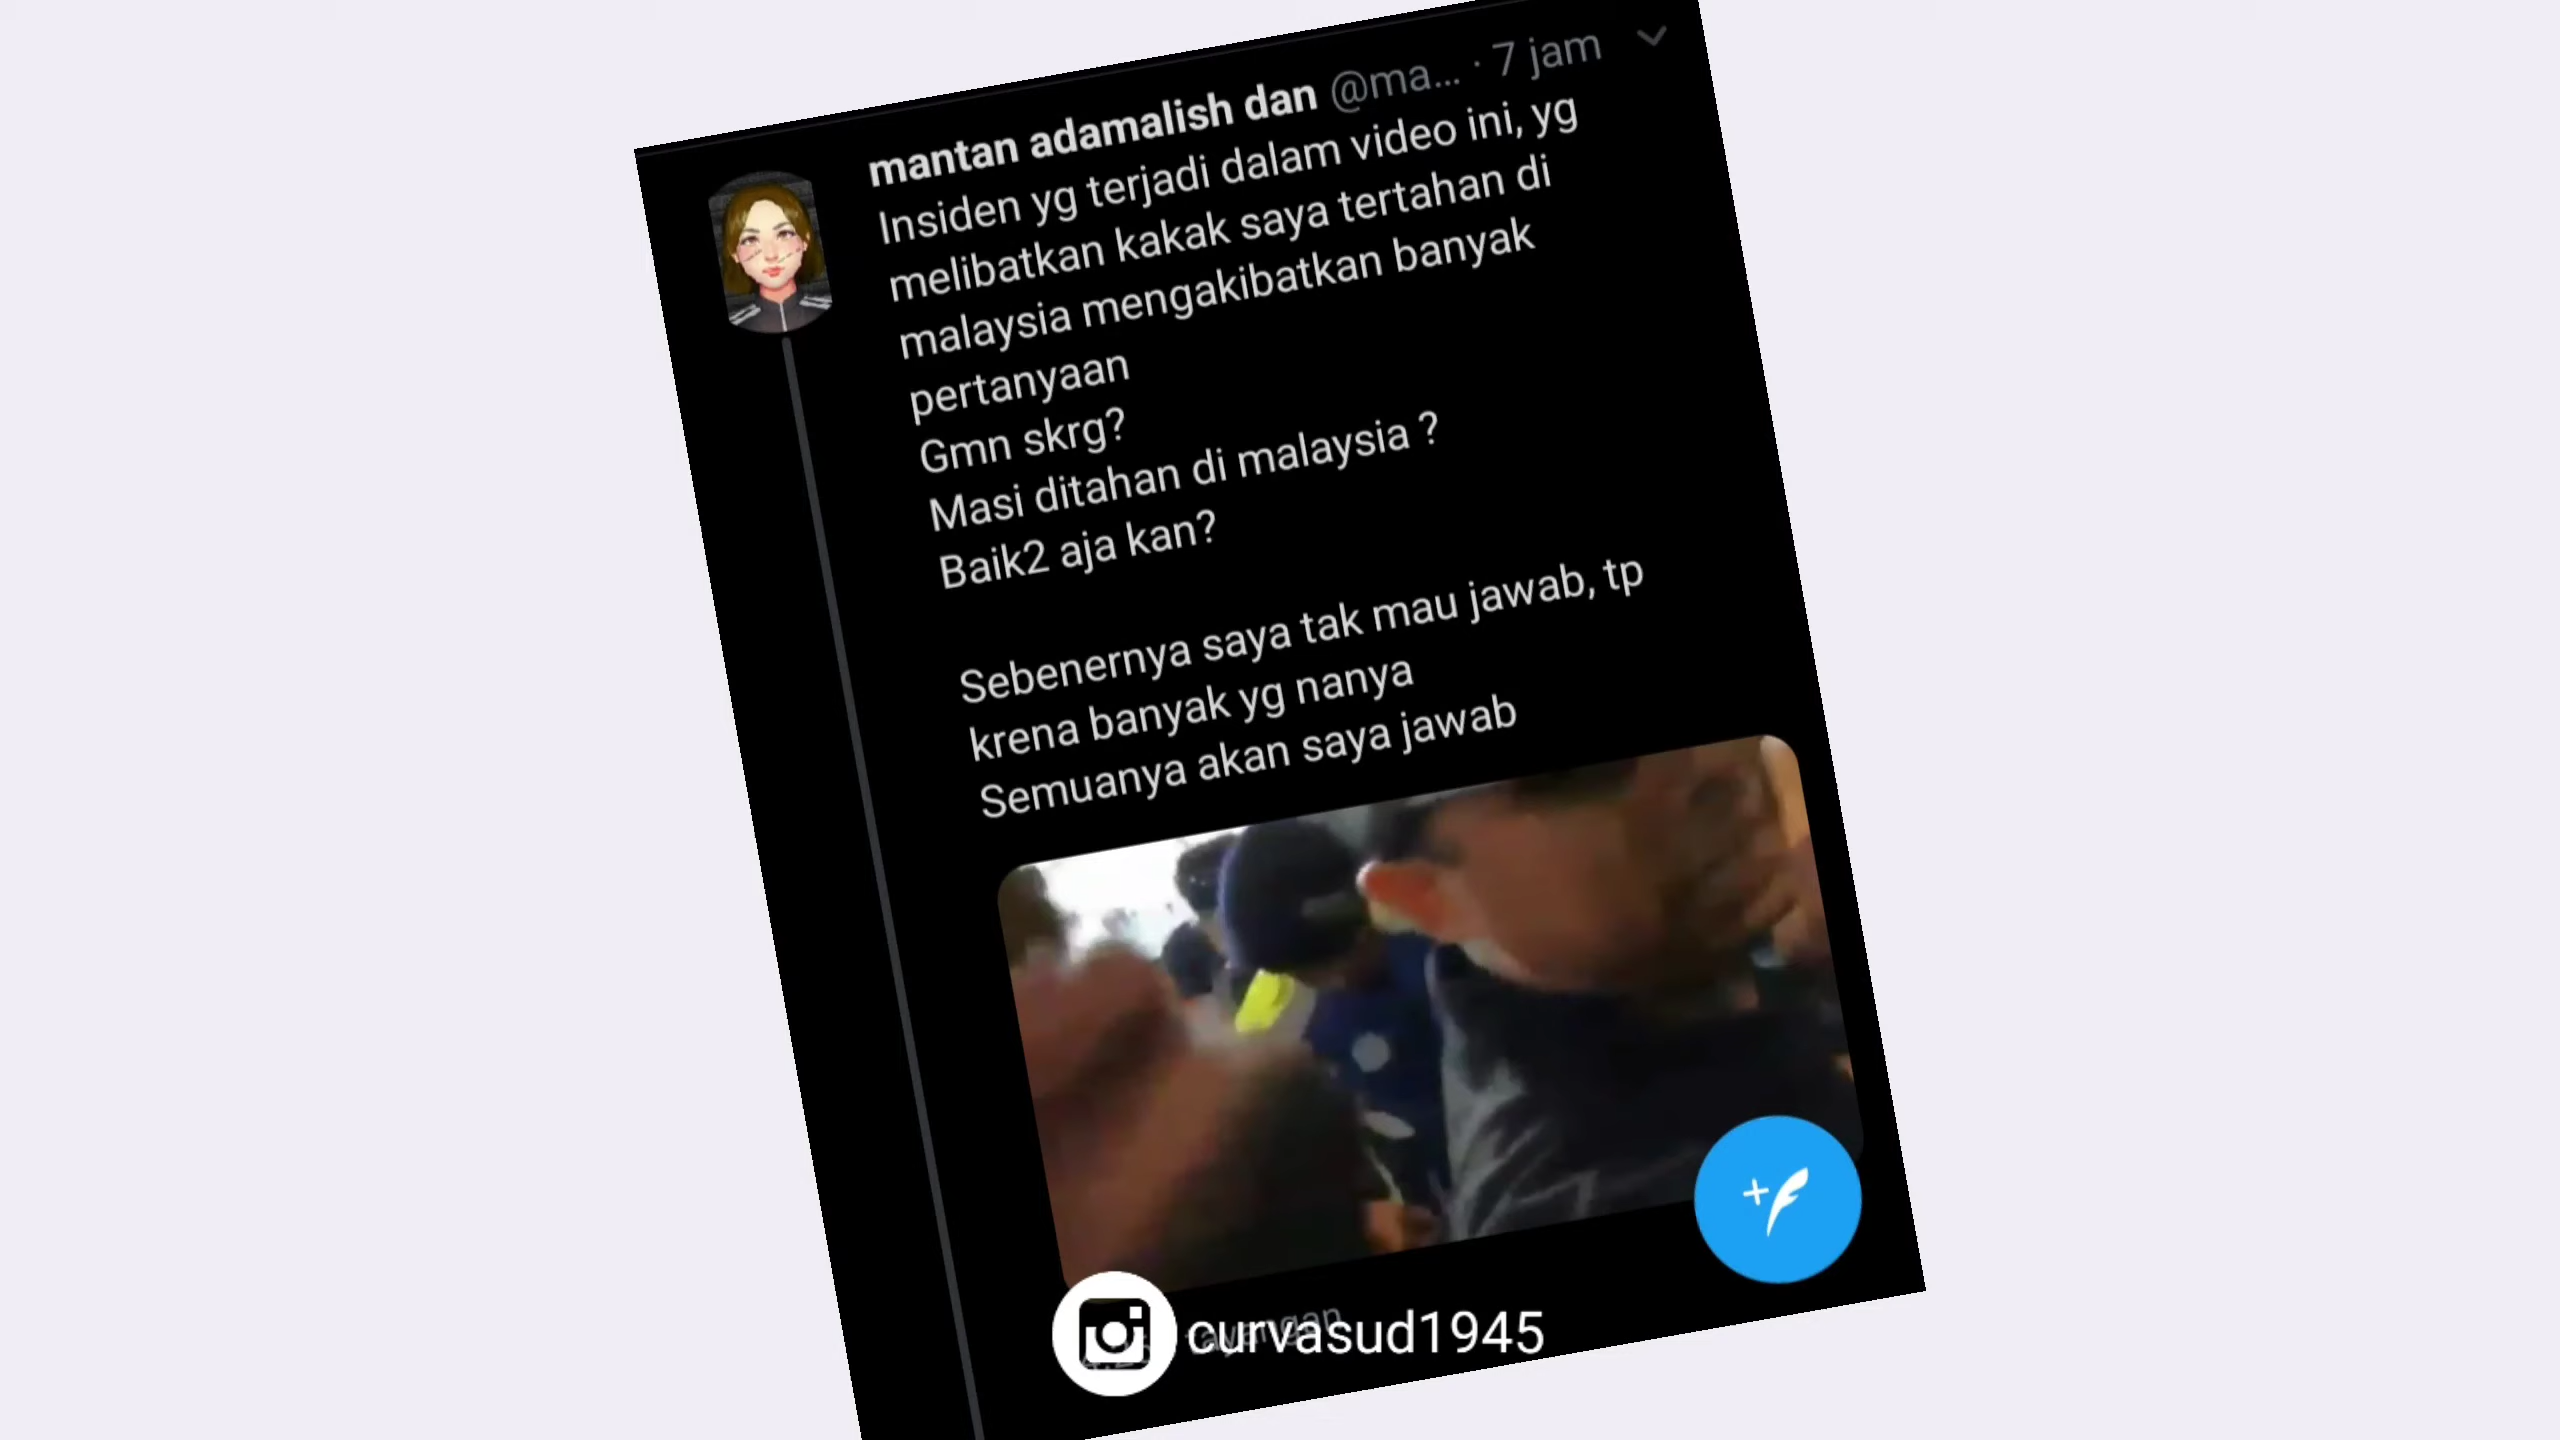 mantan adamalish dan @ma... · 7 jam
Insiden yg terjadi dalam video ini, yg
melibatkan kakak saya tertahan di
malaysia mengakibatkan banyak
pertanyaan
Gmn skrg?
Masi ditahan di malaysia ?
Baik2 aja kan?
Sebenernya saya tak mau jawab, tp
krena banyak yg nanya
Semuanya akan saya jawab
tayangan
curvasud1945